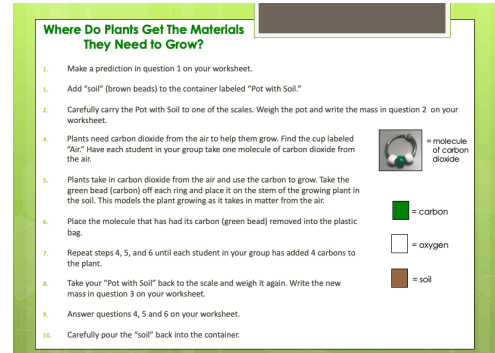 Where Do Plants Get The Materials
They Need to Grow?
1. Make a prediction in question 1 on your worksheet.
1. Add "soil" (brown beads) to the container labeled "Pot with Soil."
2. Carefully carry the Pot with Soil to one of the scales. Weigh the pot and write the mass in question 2 on your
worksheet.
4. Plants need carbon dioxide from the air to help them grow. Find the cup labeled
"Air." Have each student in your group take one molecule of carbon dioxide from
the air.
= molecule
of carbon
dioxide
5. Plants take in carbon dioxide from the air and use the carbon to grow. Take the
green bead (carbon) off each ring and place it on the stem of the growing plant in
the soil. This models the plant growing as it takes in matter from the air.
= carbon
6. Place the molecule that has had its carbon (green bead) removed into the plastic
bag.
= oxygen
7. Repeat steps 4, 5, and 6 until each student in your group has added 4 carbons to
the plant.
8. Take your "Pot with Soil" back to the scale and weigh it again. Write the new
mass in question 3 on your worksheet.
= soil
9. Answer questions 4, 5 and 6 on your worksheet.
10. Carefully pour the "soil" back into the container.